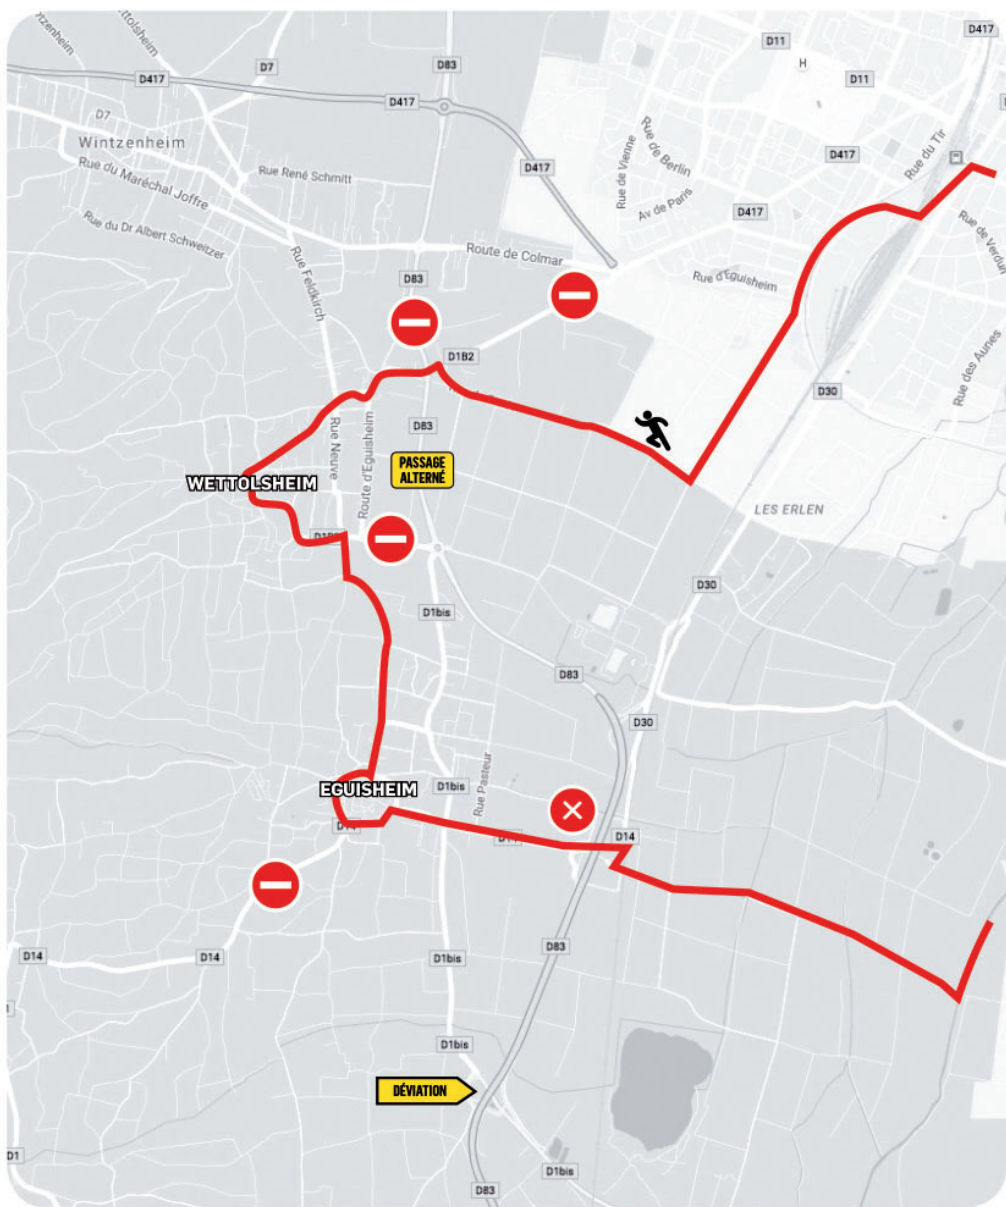 D417
D83
D11
H
D7
D417
D11
D417
D7
D417
Wintzenheim
Rue du Maréchal Joffre
Rue René Schmitt
Rue du Dr Albert Schweitzer
Rue Feldkirch
Rue de Vienne
Rue de Berlin
Av de Paris
D417
D417
Rue du Tir
Rue de Verdun
Route de Colmar
Rue d'Eguisheim
D83
D1B2
Rue des Aunes
D30
D83
Rue Neuve
Route d'Eguisheim
PASSAGE
ALTERNÉ
WETTOLSHEIM
LES ERLEN
D30
D1bis
D83
D30
EGUISHEIM
D1bis
Rue Pasteur
D14
D14
D14
D1bis
D83
D1bis
DÉVIATION
D1
D1bis
D83